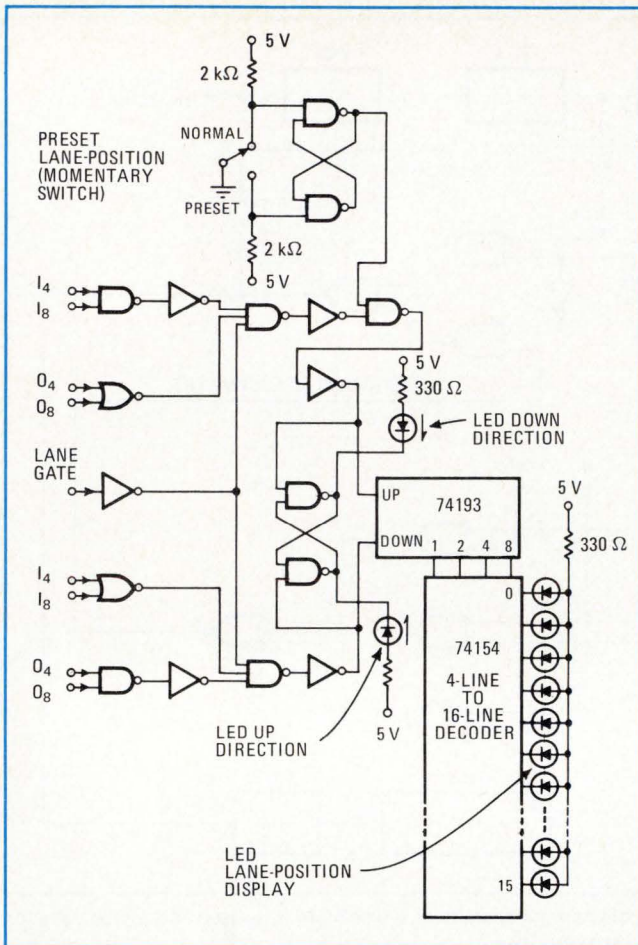 5 V
2 kΩ
PRESET
LANE-POSITION
(MOMENTARY
SWITCH)
NORMAL
PRESET
2 kΩ
5 V
I4
I8
O4
O8
LANE
GATE
I4
I8
O4
O8
5 V
330 Ω
LED DOWN
DIRECTION
UP
74193
DOWN
1 2 4 8
5 V
330 Ω
0
74154
4-LINE
TO
16-LINE
DECODER
15
LED UP
DIRECTION
5 V
LED
LANE-POSITION
DISPLAY